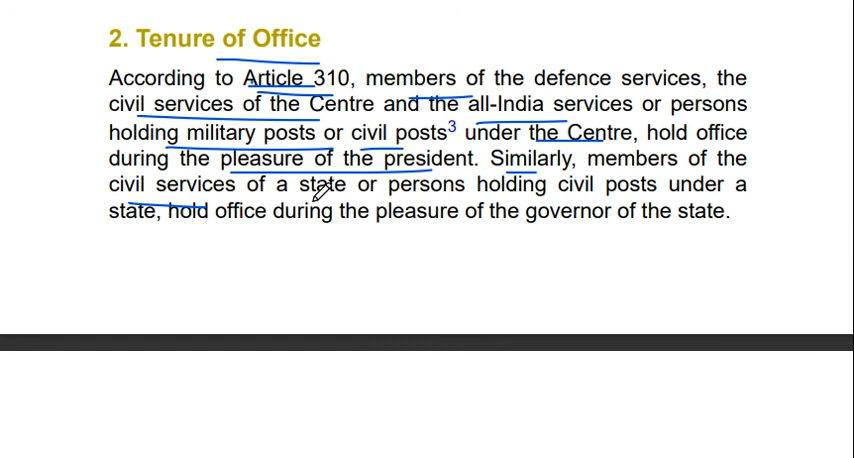 2. Tenure of Office
According to Article 310, members of the defence services, the
civil services of the Centre and the all-India services or persons
holding military posts or civil posts3 under the Centre, hold office
during the pleasure of the president. Similarly, members of the
civil services of a state or persons holding civil posts under a
state, hold office during the pleasure of the governor of the state.